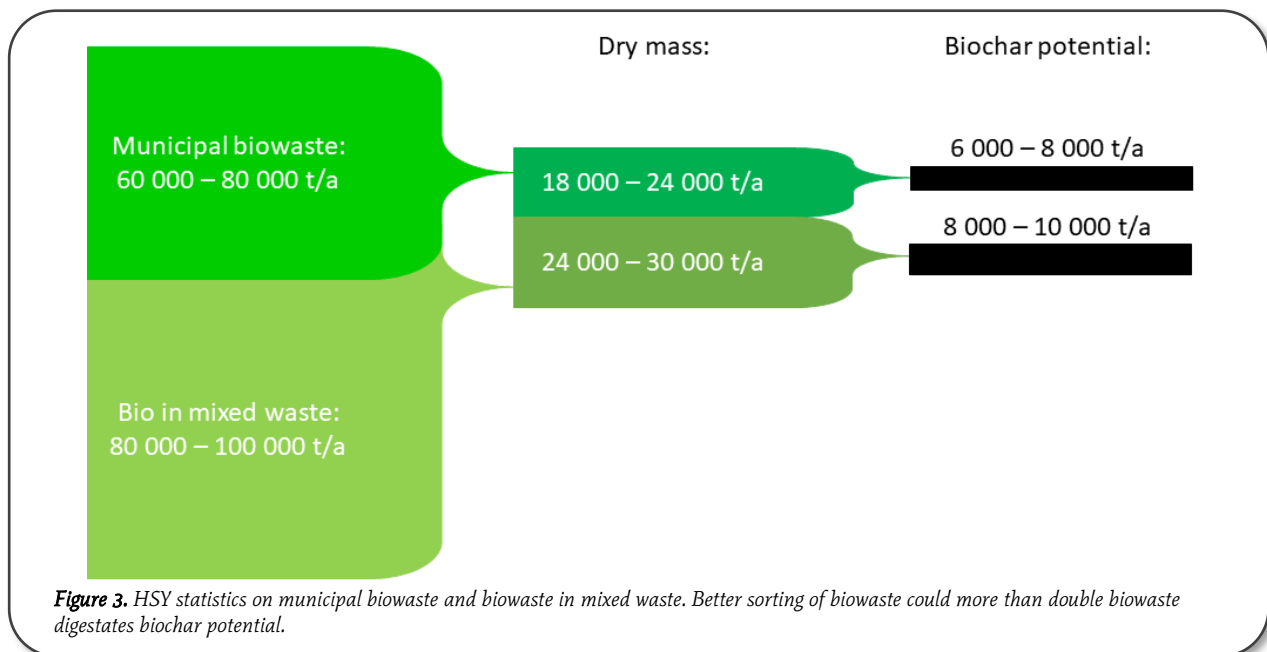 Dry mass:
Biochar potential:
Municipal biowaste:
60 000 – 80 000 t/a
18 000 – 24 000 t/a
6 000 – 8 000 t/a
24 000 – 30 000 t/a
8 000 – 10 000 t/a
Bio in mixed waste:
80 000 – 100 000 t/a
Figure 3. HSY statistics on municipal biowaste and biowaste in mixed waste. Better sorting of biowaste could more than double biowaste
digestates biochar potential.